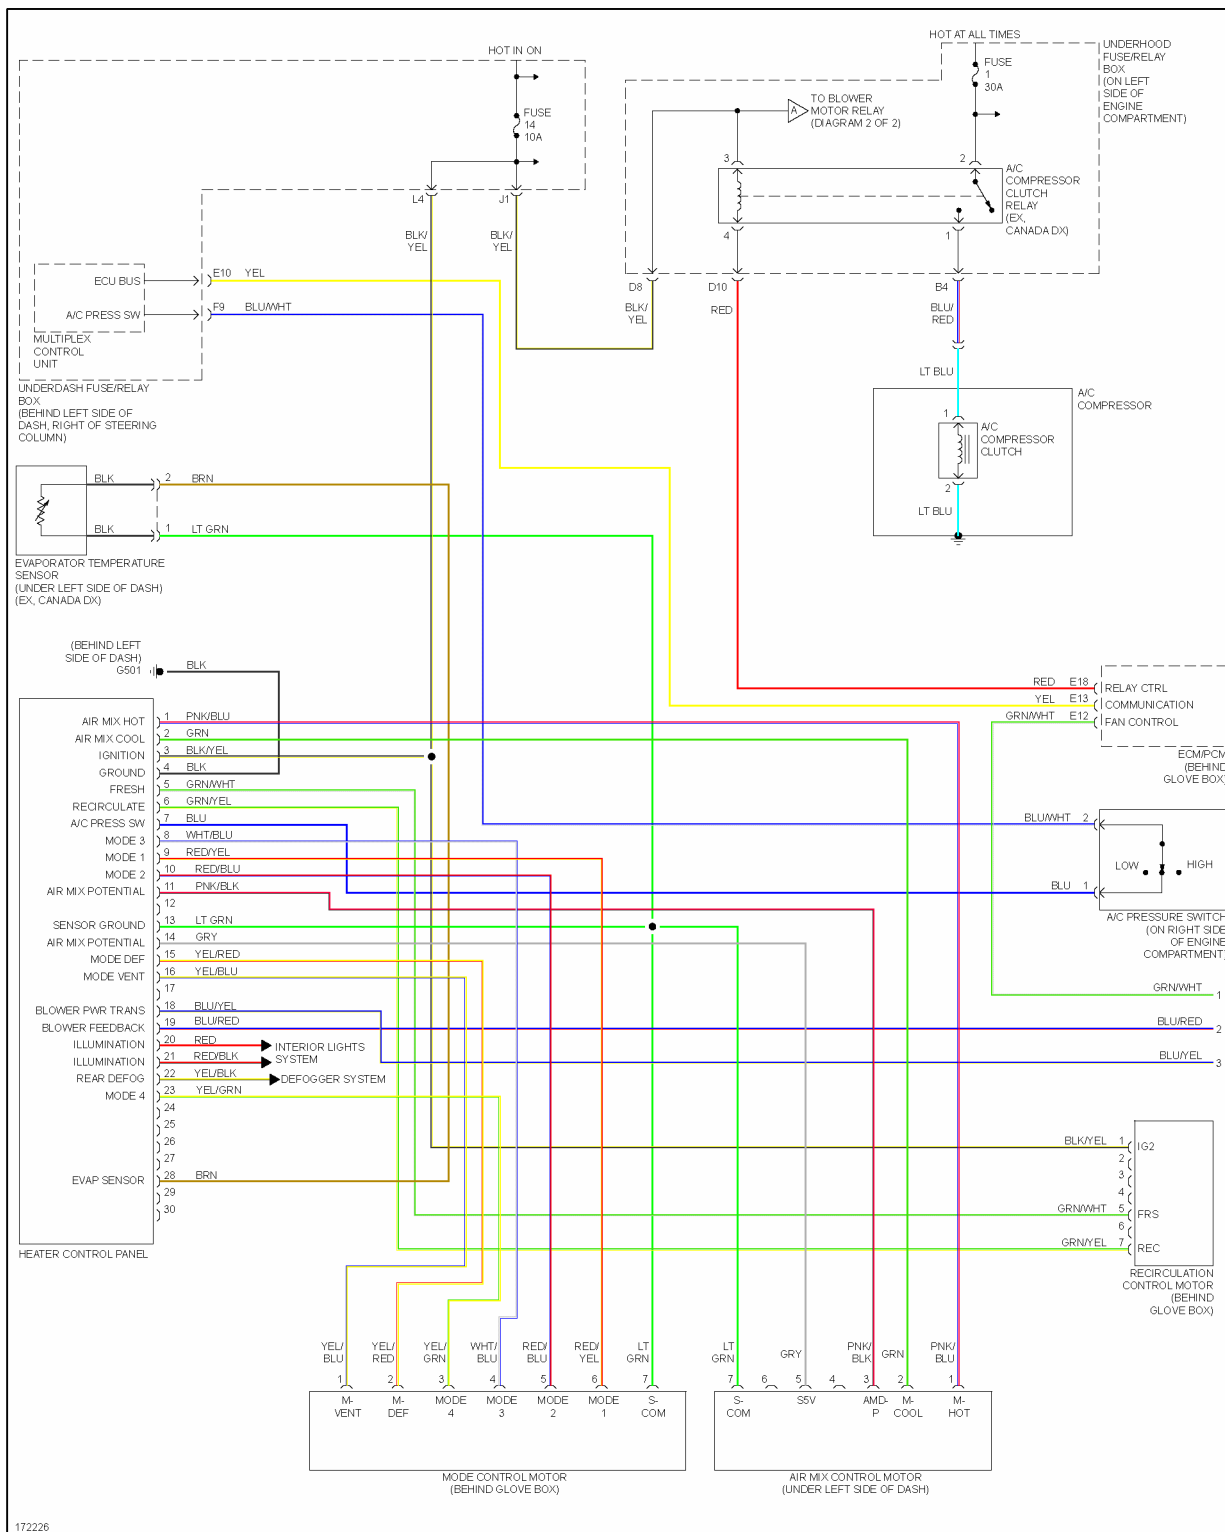 HOT IN ON
HOT AT ALL TIMES
UNDERHOOD
FUSE/RELAY
BOX
(ON LEFT
SIDE OF
ENGINE
COMPARTMENT)
FUSE
1
30A
TO BLOWER
MOTOR RELAY
(DIAGRAM 2 OF 2)
A
FUSE
14
10A
3
2
A/C
COMPRESSOR
CLUTCH
RELAY
(EX,
CANADA DX)
4
1
L4
J1
BLK/
YEL
BLK/
YEL
ECU BUS
E10
YEL
A/C PRESS SW
F9
BLU/WHT
MULTIPLEX
CONTROL
UNIT
D8
D10
B4
BLK/
YEL
RED
BLU/
RED
UNDERDASH FUSE/RELAY
BOX
(BEHIND LEFT SIDE OF
DASH, RIGHT OF STEERING
COLUMN)
LT BLU
A/C
COMPRESSOR
1
A/C
COMPRESSOR
CLUTCH
2
LT BLU
BLK
2
BRN
BLK
1
LT GRN
EVAPORATOR TEMPERATURE
SENSOR
(UNDER LEFT SIDE OF DASH)
(EX, CANADA DX)
(BEHIND LEFT
SIDE OF DASH)
G501
BLK
RED E18 RELAY CTRL
YEL E13 COMMUNICATION
GRN/WHT E12 FAN CONTROL
ECM/PCM
(BEHIND
GLOVE BOX)
AIR MIX HOT 1 PNK/BLU
AIR MIX COOL 2 GRN
IGNITION 3 BLK/YEL
GROUND 4 BLK
FRESH 5 GRN/WHT
RECIRCULATE 6 GRN/YEL
A/C PRESS SW 7 BLU
MODE 3 8 WHT/BLU
MODE 1 9 RED/YEL
MODE 2 10 RED/BLU
AIR MIX POTENTIAL 11 PNK/BLK
12
SENSOR GROUND 13 LT GRN
AIR MIX POTENTIAL 14 GRY
MODE DEF 15 YEL/RED
MODE VENT 16 YEL/BLU
17
BLOWER PWR TRANS 18 BLU/YEL
BLOWER FEEDBACK 19 BLU/RED
ILLUMINATION 20 RED
ILLUMINATION 21 RED/BLK
REAR DEFOG 22 YEL/BLK
MODE 4 23 YEL/GRN
24
25
26
27
EVAP SENSOR 28 BRN
29
30
HEATER CONTROL PANEL
INTERIOR LIGHTS
SYSTEM
DEFOGGER SYSTEM
BLU/WHT 2
LOW
HIGH
BLU 1
A/C PRESSURE SWITCH
(ON RIGHT SIDE
OF ENGINE
COMPARTMENT)
GRN/WHT 1
BLU/RED 2
BLU/YEL 3
BLK/YEL 1 IG2
2
3
4
GRN/WHT 5 FRS
6
GRN/YEL 7 REC
RECIRCULATION
CONTROL MOTOR
(BEHIND
GLOVE BOX)
YEL/
BLU
YEL/
RED
YEL/
GRN
WHT/
BLU
RED/
BLU
RED/
YEL
LT
GRN
1 2 3 4 5 6 7
M-
VENT
M-
DEF
MODE
4
MODE
3
MODE
2
MODE
1
S-
COM
MODE CONTROL MOTOR
(BEHIND GLOVE BOX)
LT
GRN
GRY
PNK/
BLK
GRN
PNK/
BLU
7 6 5 4 3 2 1
S-
COM
S5V
AMD-
P
M-
COOL
M-
HOT
AIR MIX CONTROL MOTOR
(UNDER LEFT SIDE OF DASH)
172226